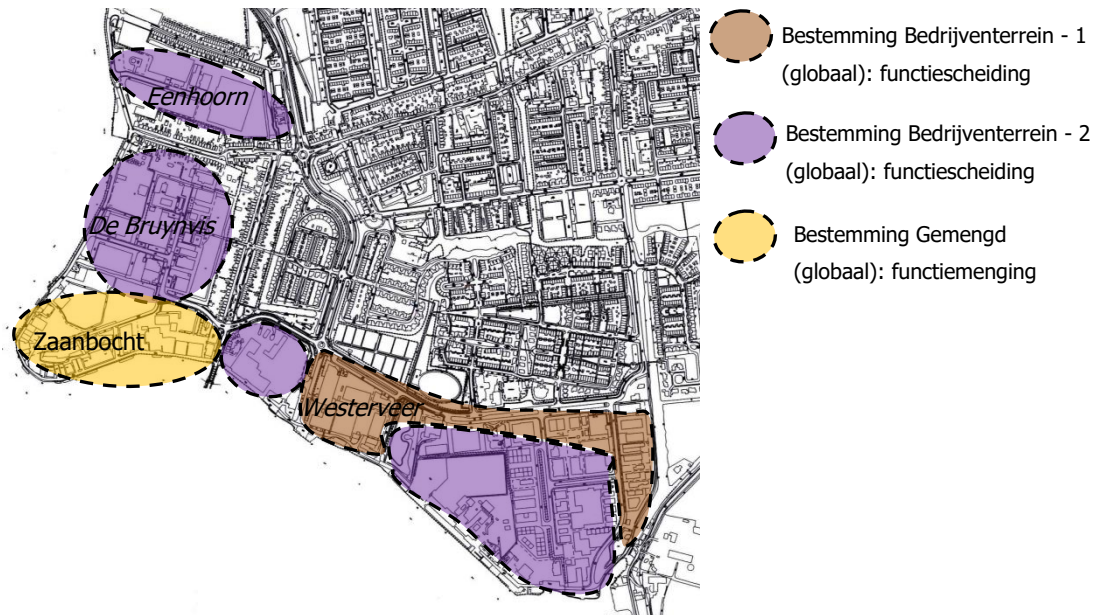 Eenhoorn
De Bruynvis
Zaanbocht
Westerveer
Bestemming Bedrijventerrein - 1
(globaal): functiescheiding
Bestemming Bedrijventerrein - 2
(globaal): functiescheiding
Bestemming Gemengd
(globaal): functiemenging